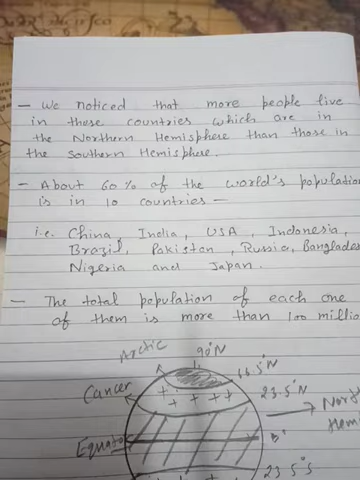 — We noticed that more people live
in those countries which are in
the Northern Hemisphere than those in
the southern Hemisphere.
— About 60% of the world's population
is in 10 countries —
i.e. China, India, USA, Indonesia,
Brazil, Pakistan, Russia, Banglades
Nigeria and Japan.
— The total population of each one
of them is more than 100 millio
Arctic 90°N
66.5°N
Cancer 23.5°N
North
Hemi
Equator 0°
23.5°S